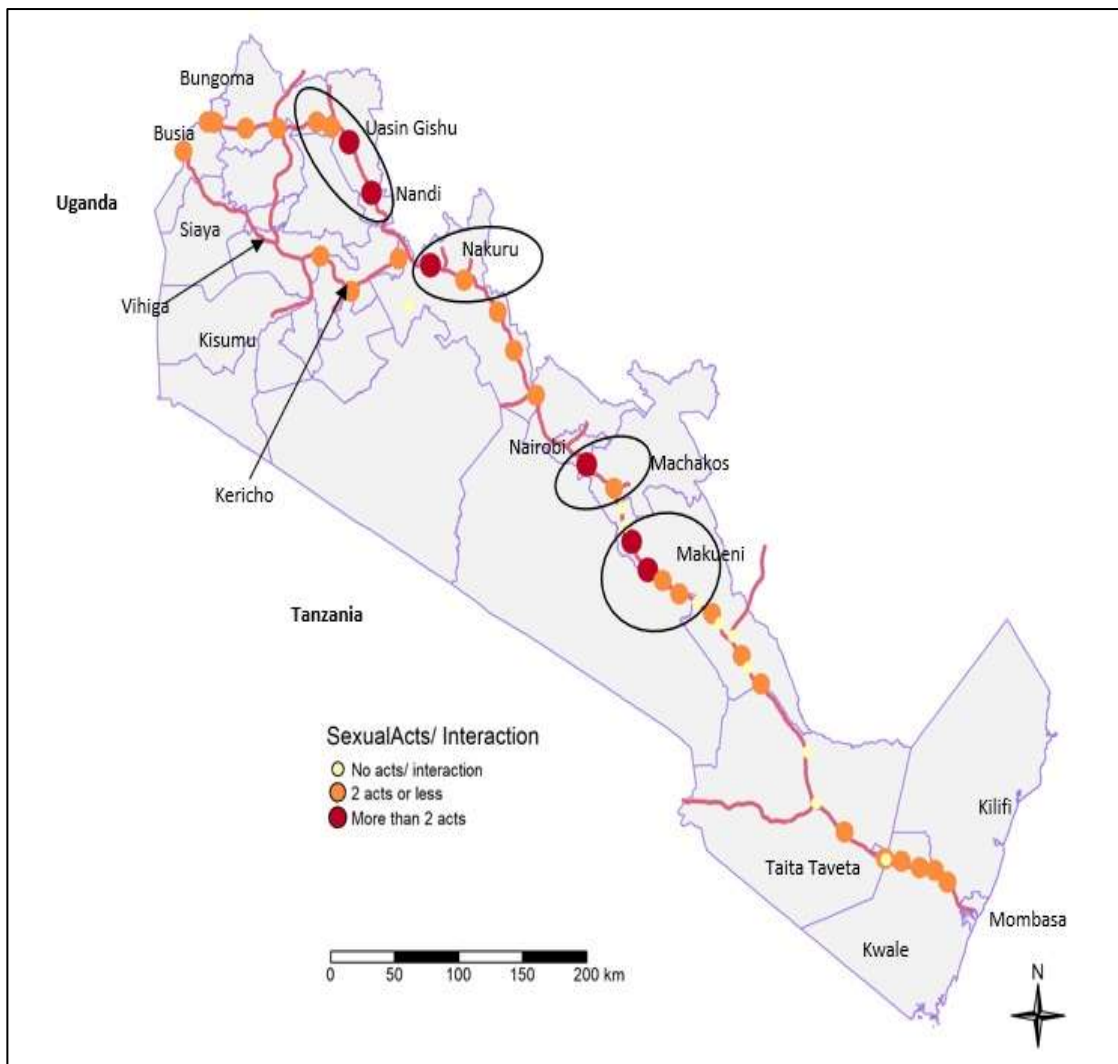 Bungoma
Uasin Gishu
Busia
Nandi
Uganda
Siaya
Nakuru
Vihiga
Kisumu
Nairobi
Machakos
Kericho
Makueni
Tanzania
SexualActs/ Interaction
No acts/ interaction
2 acts or less
More than 2 acts
Kilifi
Taita Taveta
Mombasa
Kwale
0 50 100 150 200 km
N